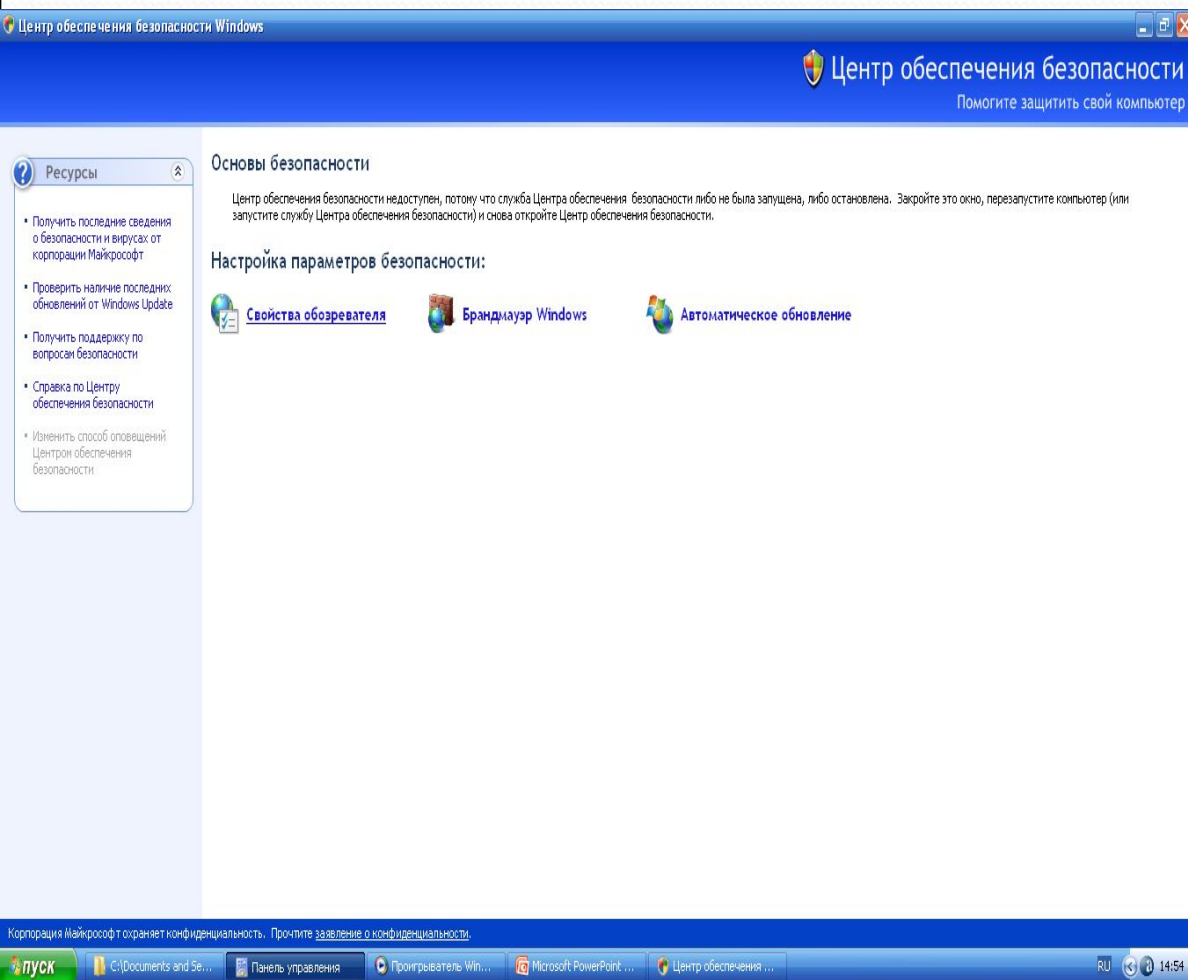 Центр обеспечения безопасности Windows
Центр обеспечения безопасности
Помогите защитить свой компьютер
Ресурсы
Получить последние сведения
о безопасности и вирусах от
корпорации Майкрософт
Проверить наличие последних
обновлений от Windows Update
Получить поддержку по
вопросам безопасности
Справка по Центру
обеспечения безопасности
Изменить способ оповещений
Центром обеспечения
безопасности
Основы безопасности
Центр обеспечения безопасности недоступен, потому что служба Центра обеспечения безопасности либо не была запущена, либо остановлена. Закройте это окно, перезапустите компьютер (или
запустите службу Центра обеспечения безопасности) и снова откройте Центр обеспечения безопасности.
Настройка параметров безопасности:
Свойства обозревателя
Брандмауэр Windows
Автоматическое обновление
Корпорация Майкрософт охраняет конфиденциальность. Прочтите заявление о конфиденциальности.
пуск
C:\Documents and Se...
Панель управления
Проигрыватель Win...
Microsoft PowerPoint ...
Центр обеспечения ...
RU
14:54